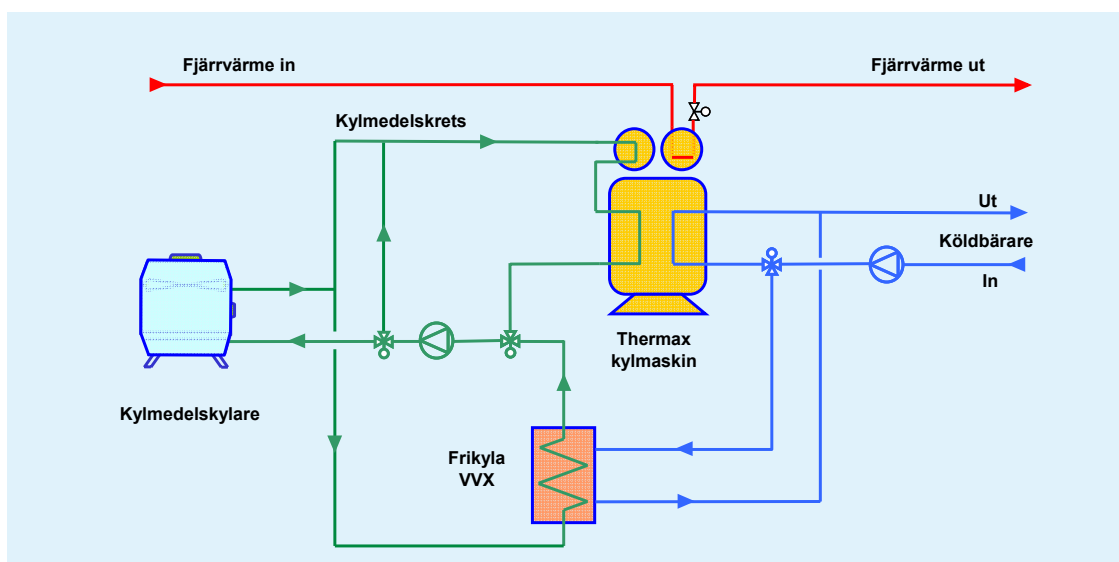 Fjärrvärme in
Fjärrvärme ut
Kylmedelskrets
Ut
Köldbärare
In
Thermax
kylmaskin
Kylmedelskylare
Frikyla
VVX